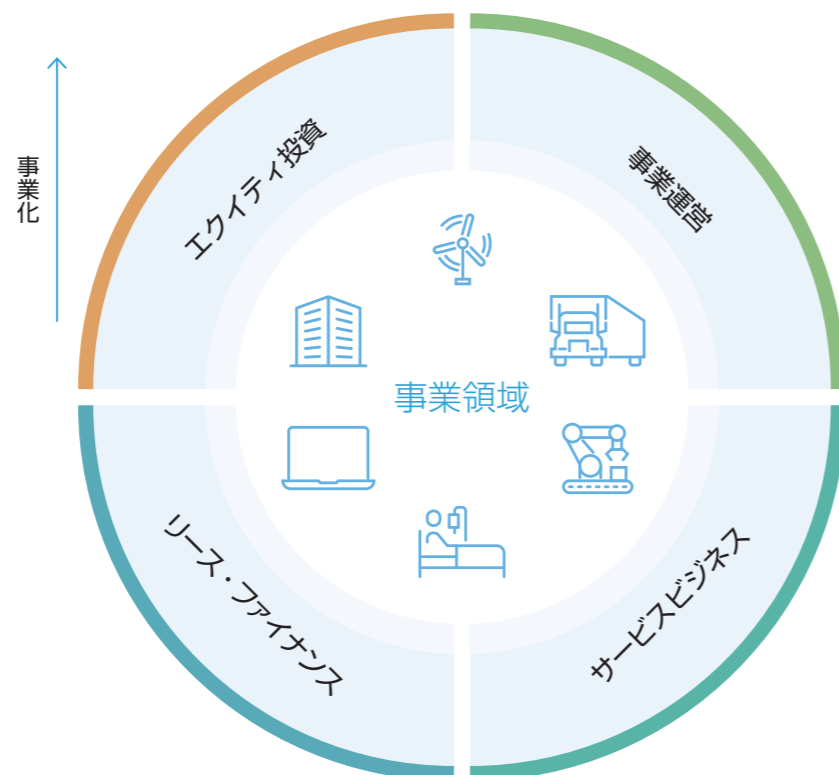 事業化
エクイティ投資
事業運営
事業領域
リース・ファイナンス
サービスビジネス